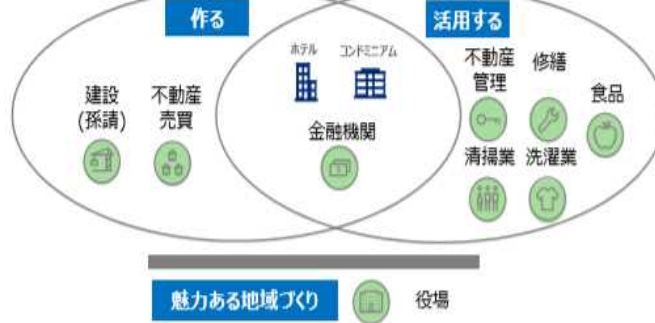 作る
活用する
ホテル
コンドミニアム
不動産
管理
修繕
建設
(孫請)
不動産
売買
食品
金融機関
清掃業
洗濯業
魅力ある地域づくり
役場